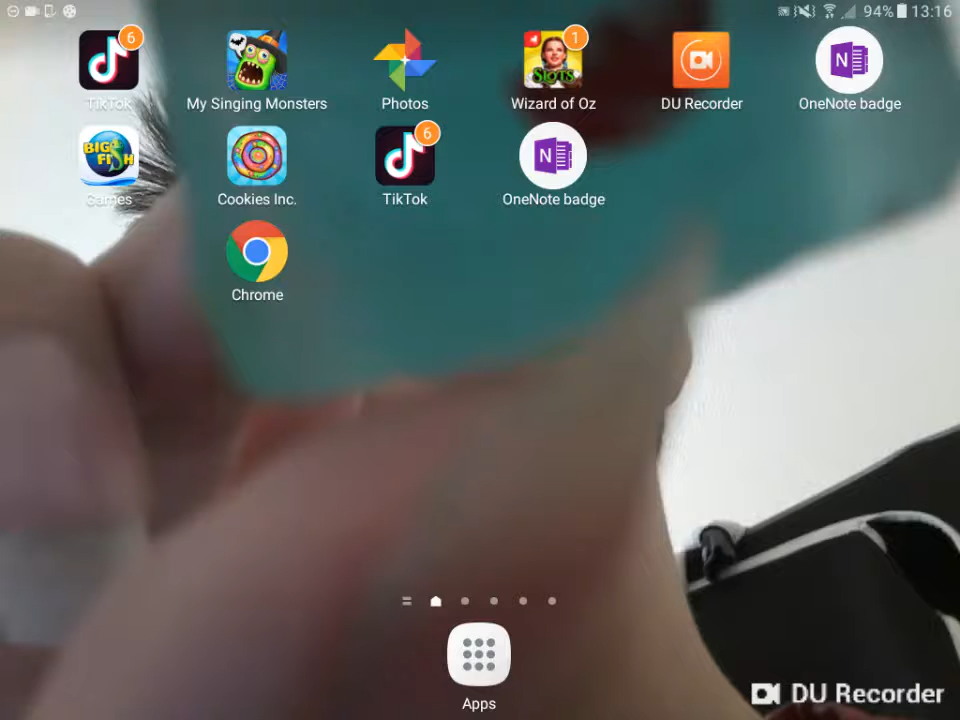 94% 13:16
6 1
TikTok My Singing Monsters Photos Wizard of Oz DU Recorder OneNote badge
SLOTS
N
BIG FISH 6 N
Games Cookies Inc. TikTok OneNote badge
Chrome
Apps
DU Recorder